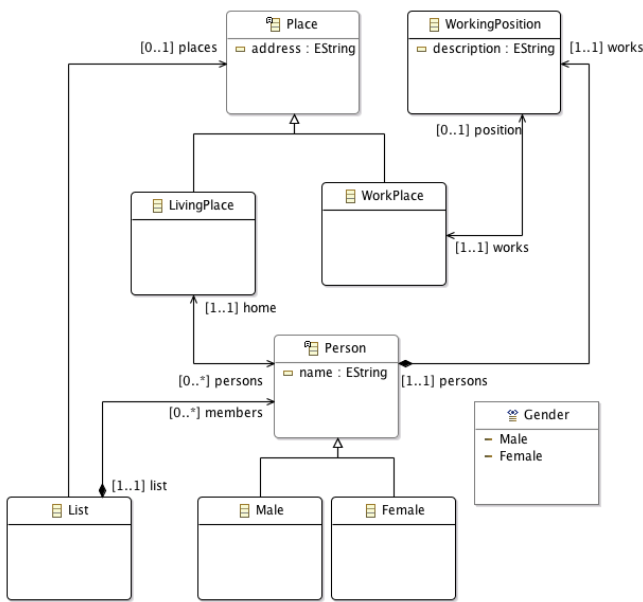 Place
address : EString
WorkingPosition
description : EString
[0..1] places
[1..1] works
[0..1] position
LivingPlace
WorkPlace
[1..1] works
[1..1] home
Person
name : EString
[0..*] persons
[1..1] persons
[0..*] members
Gender
Male
Female
[1..1] list
List
Male
Female